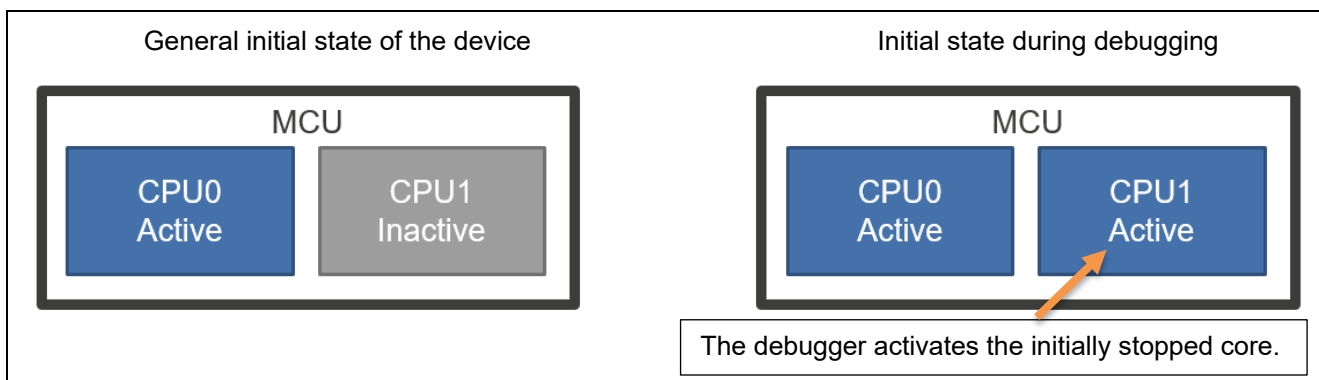 General initial state of the device
MCU
CPU0
Active
CPU1
Inactive
Initial state during debugging
MCU
CPU0
Active
CPU1
Active
The debugger activates the initially stopped core.